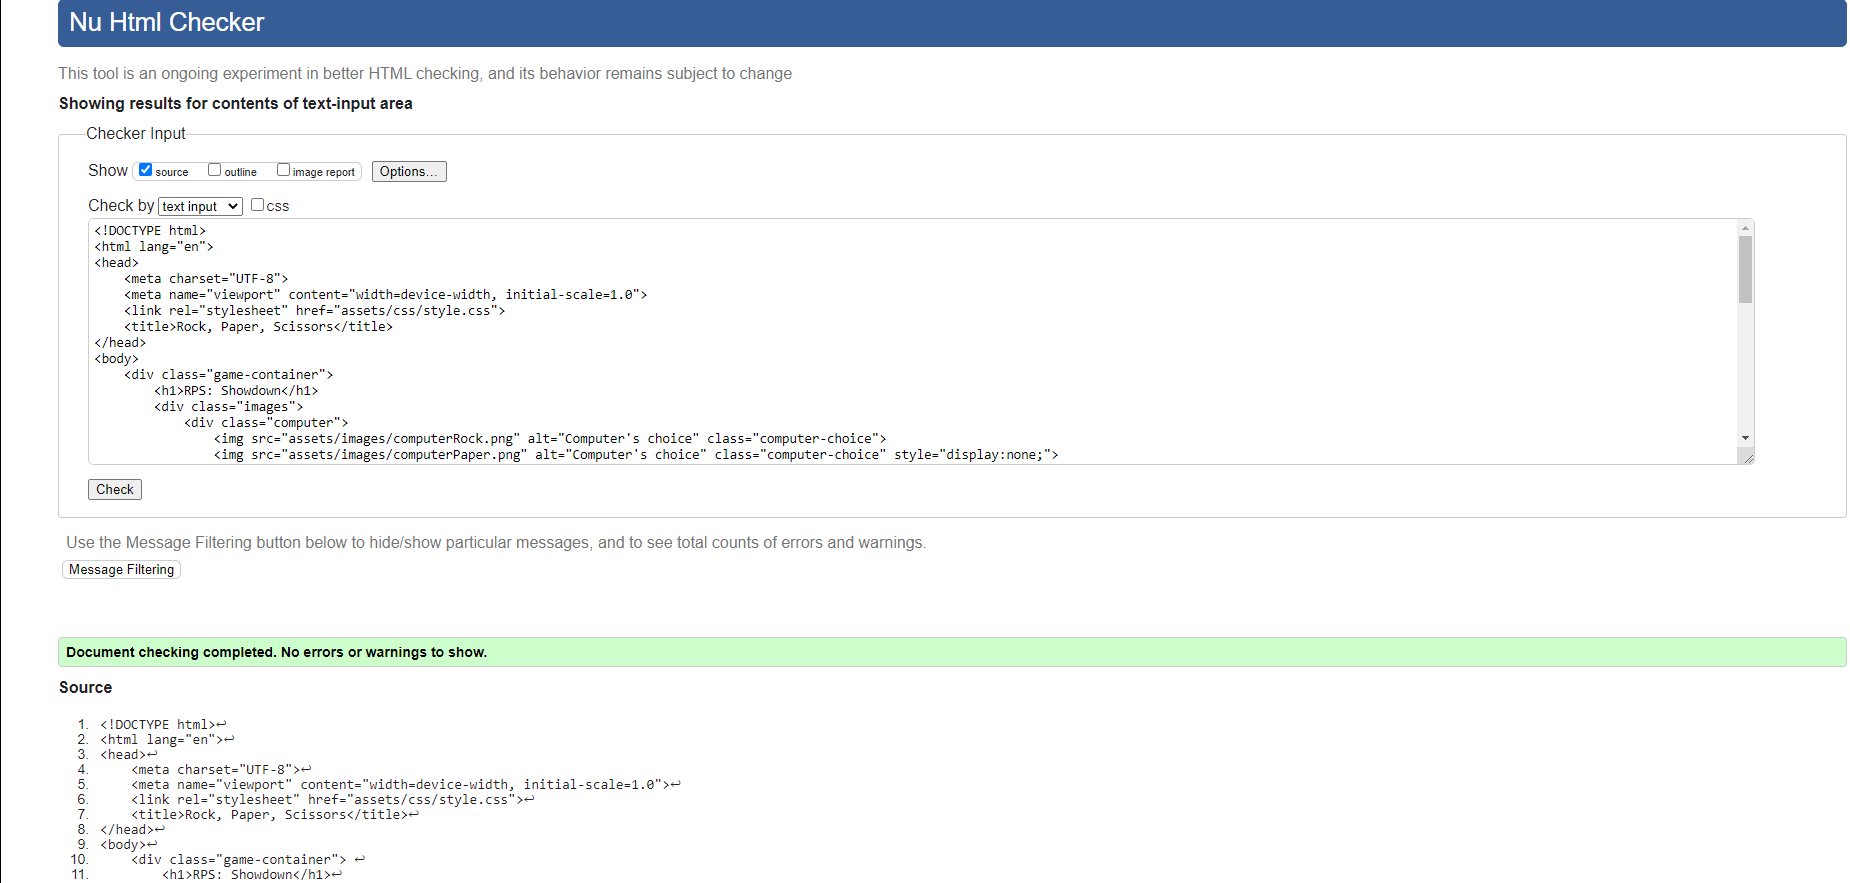 Nu Html Checker
This tool is an ongoing experiment in better HTML checking, and its behavior remains subject to change
Showing results for contents of text-input area
Checker Input
Show source outline image report Options...
Check by text input css
<!DOCTYPE html>
<html lang="en">
<head>
    <meta charset="UTF-8">
    <meta name="viewport" content="width=device-width, initial-scale=1.0">
    <link rel="stylesheet" href="assets/css/style.css">
    <title>Rock, Paper, Scissors</title>
</head>
<body>
    <div class="game-container">
        <h1>RPS: Showdown</h1>
        <div class="images">
            <div class="computer">
                <img src="assets/images/computerRock.png" alt="Computer's choice" class="computer-choice">
                <img src="assets/images/computerPaper.png" alt="Computer's choice" class="computer-choice" style="display:none;">
Check
Use the Message Filtering button below to hide/show particular messages, and to see total counts of errors and warnings.
Message Filtering
Document checking completed. No errors or warnings to show.
Source
1. <!DOCTYPE html>↩
2. <html lang="en">↩
3. <head>↩
4.     <meta charset="UTF-8">↩
5.     <meta name="viewport" content="width=device-width, initial-scale=1.0">↩
6.     <link rel="stylesheet" href="assets/css/style.css">↩
7.     <title>Rock, Paper, Scissors</title>↩
8. </head>↩
9. <body>↩
10.     <div class="game-container"> ↩
11.         <h1>RPS: Showdown</h1>↩